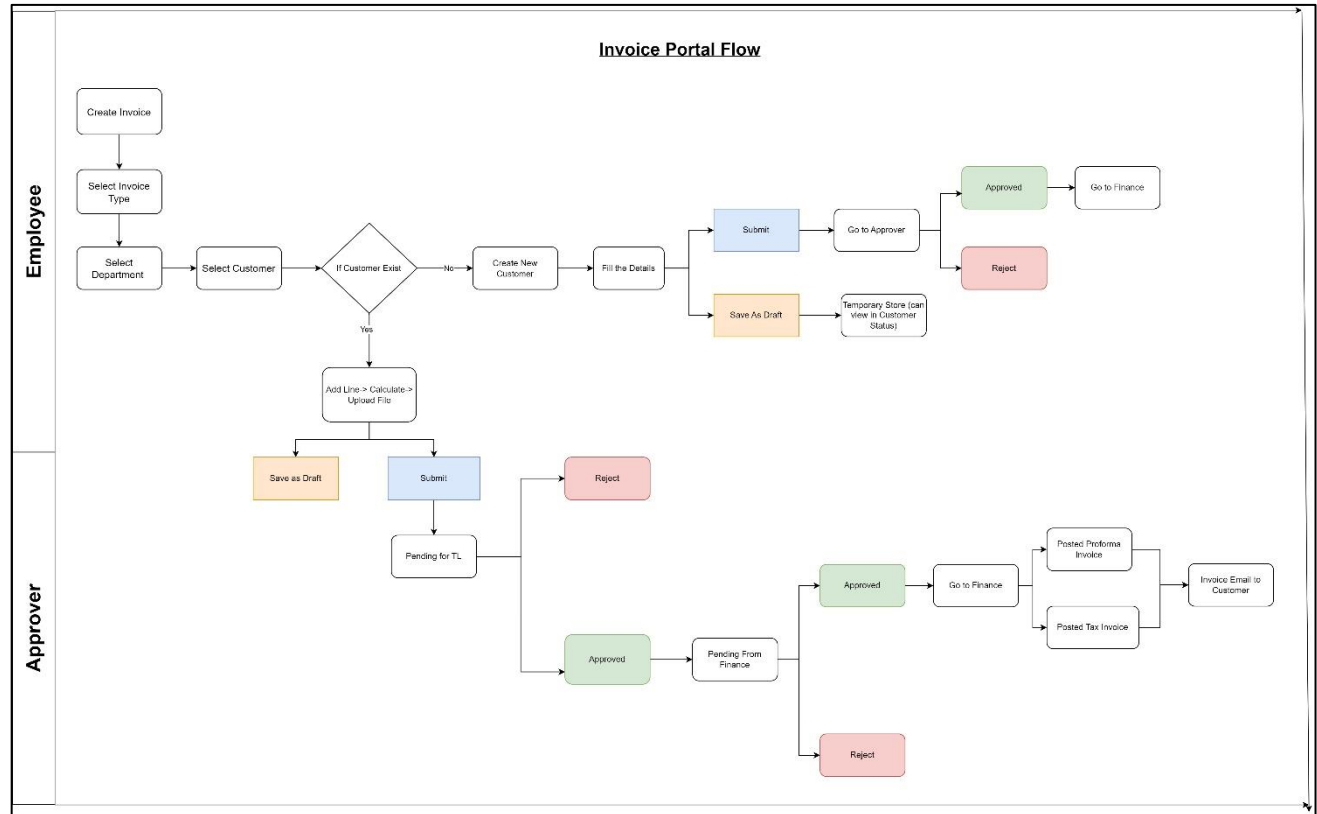 Invoice Portal Flow
Employee
Create Invoice
Select Invoice
Type
Select
Department
Select Customer
If Customer Exist
No
Create New
Customer
Fill the Details
Submit
Go to Approver
Approved
Go to Finance
Reject
Save As Draft
Temporary Store (can
view in Customer
Status)
Yes
Add Line-> Calculate->
Upload File
Approver
Save as Draft
Submit
Reject
Pending for TL
Approved
Pending From
Finance
Approved
Go to Finance
Posted Proforma
Invoice
Posted Tax Invoice
Invoice Email to
Customer
Reject